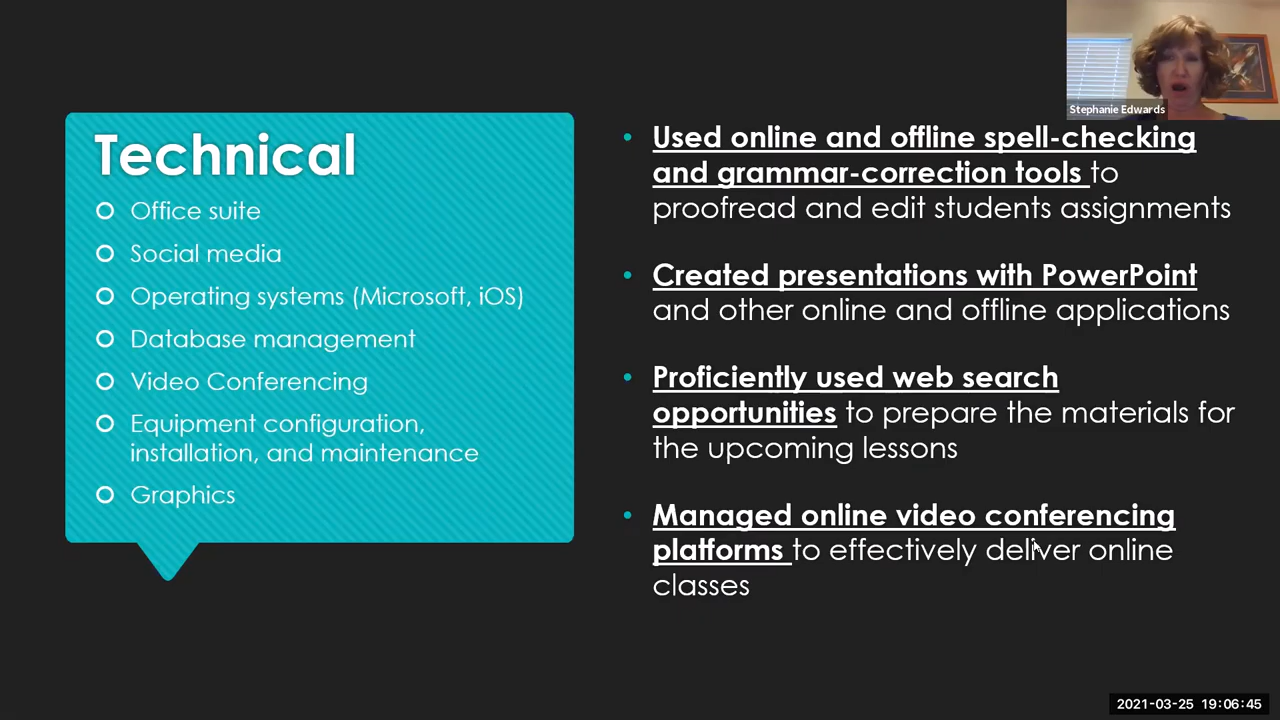 Stephanie Edwards
Technical
Office suite
Social media
Operating systems (Microsoft, iOS)
Database management
Video Conferencing
Equipment configuration,
installation, and maintenance
Graphics
• Used online and offline spell-checking
and grammar-correction tools to
proofread and edit students assignments
• Created presentations with PowerPoint
and other online and offline applications
• Proficiently used web search
opportunities to prepare the materials for
the upcoming lessons
• Managed online video conferencing
platforms to effectively deliver online
classes
2021-03-25 19:06:45